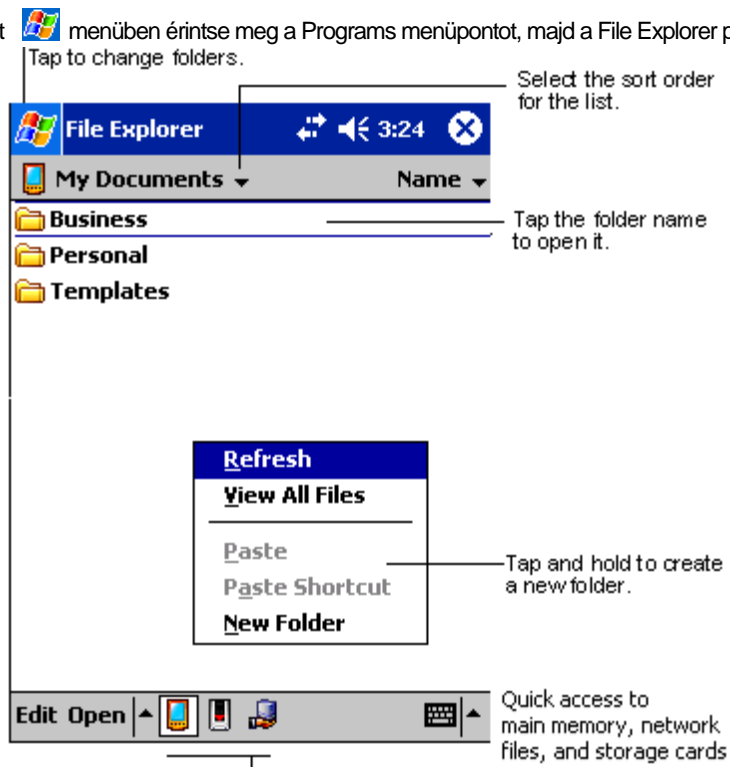 t menüben érintse meg a Programs menüpontot, majd a File Explorer p
Tap to change folders.
Select the sort order
for the list.
File Explorer 3:24
My Documents Name
Business
Tap the folder name
to open it.
Personal
Templates
Refresh
View All Files
Paste
Paste Shortcut
New Folder
Tap and hold to create
a new folder.
Edit Open
Quick access to
main memory, network
files, and storage cards